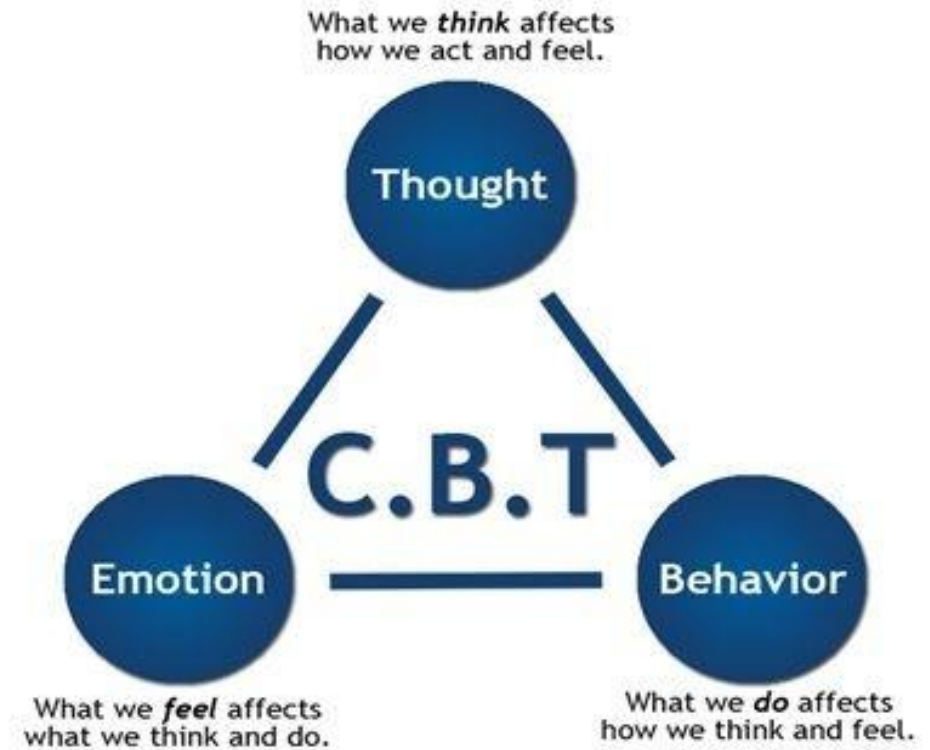 What we think affects
how we act and feel.
Thought
C.B.T
Emotion
Behavior
What we feel affects
what we think and do.
What we do affects
how we think and feel.